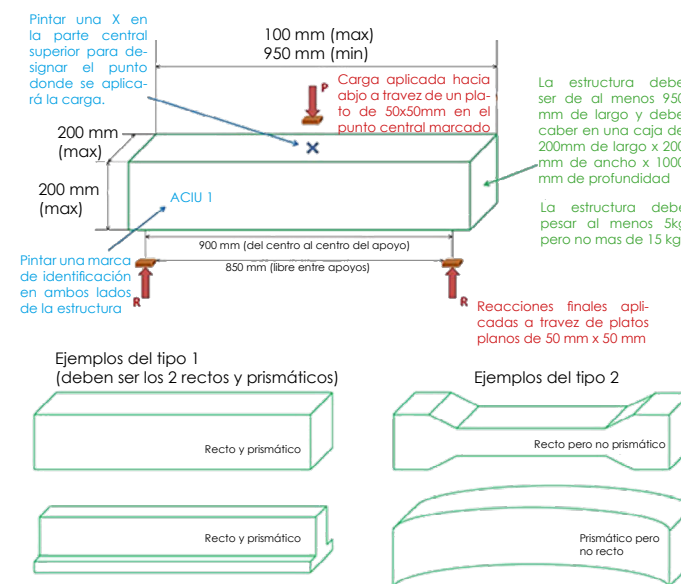 Pintar una X en
la parte central
superior para de-
signar el punto
donde se aplica-
rá la carga.
100 mm (max)
950 mm (min)
P
Carga aplicada hacia
abjo a travez de un pla-
to de 50x50mm en el
punto central marcado
La estructura debe
ser de al menos 950
mm de largo y debe
caber en una caja de
200mm de largo x 200
mm de ancho x 1000
mm de profundidad
La estructura debe
pesar al menos 5kg
pero no mas de 15 kg
200 mm
(max)
X
200 mm
(max)
ACIU 1
900 mm (del centro al centro del apoyo)
850 mm (libre entre apoyos)
Pintar una marca
de identificación
en ambos lados
de la estructura
R
R
Reacciones finales apli-
cadas a travez de platos
planos de 50 mm x 50 mm
Ejemplos del tipo 1
(deben ser los 2 rectos y prismáticos)
Recto y prismático
Recto y prismático
Ejemplos del tipo 2
Recto pero no prismático
Prismático pero
no recto